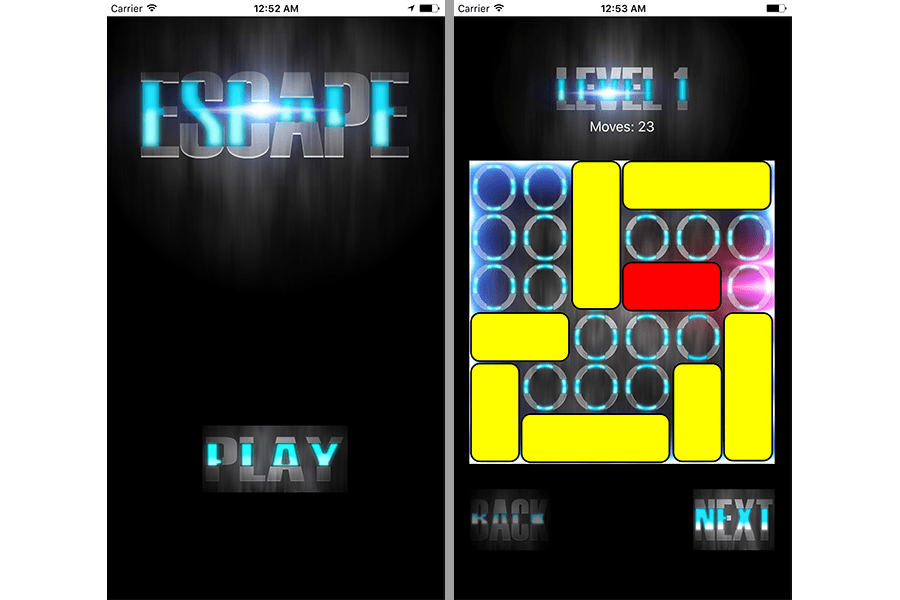 Carrier 12:52 AM
ESCAPE
PLAY
Carrier 12:53 AM
LEVEL 1
Moves: 23
BACK
NEXT